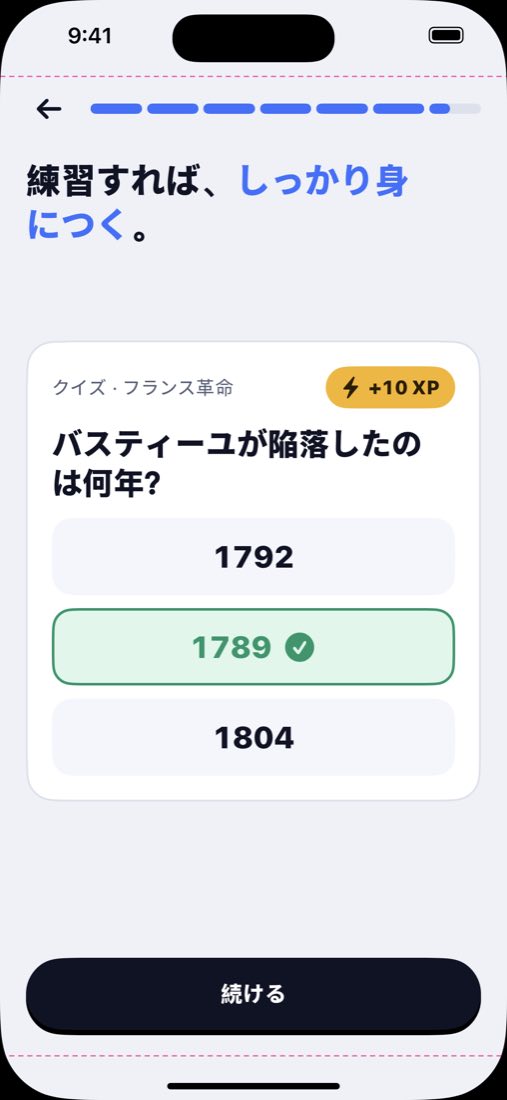 9:41
練習すれば、しっかり身
につく。
クイズ · フランス革命
+10 XP
バスティーユが陥落したの
は何年?
1792
1789
1804
続ける